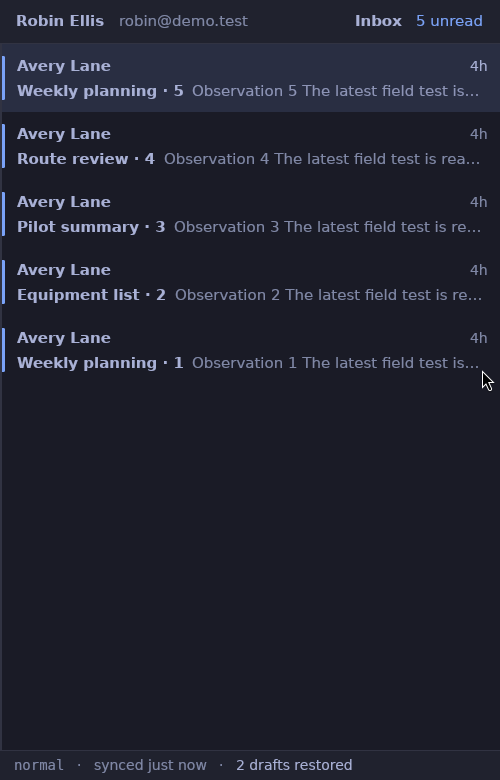 Robin Ellis robin@demo.test Inbox 5 unread
Avery Lane 4h
Weekly planning · 5 Observation 5 The latest field test is…
Avery Lane 4h
Route review · 4 Observation 4 The latest field test is rea…
Avery Lane 4h
Pilot summary · 3 Observation 3 The latest field test is re…
Avery Lane 4h
Equipment list · 2 Observation 2 The latest field test is re…
Avery Lane 4h
Weekly planning · 1 Observation 1 The latest field test is…
normal · synced just now · 2 drafts restored